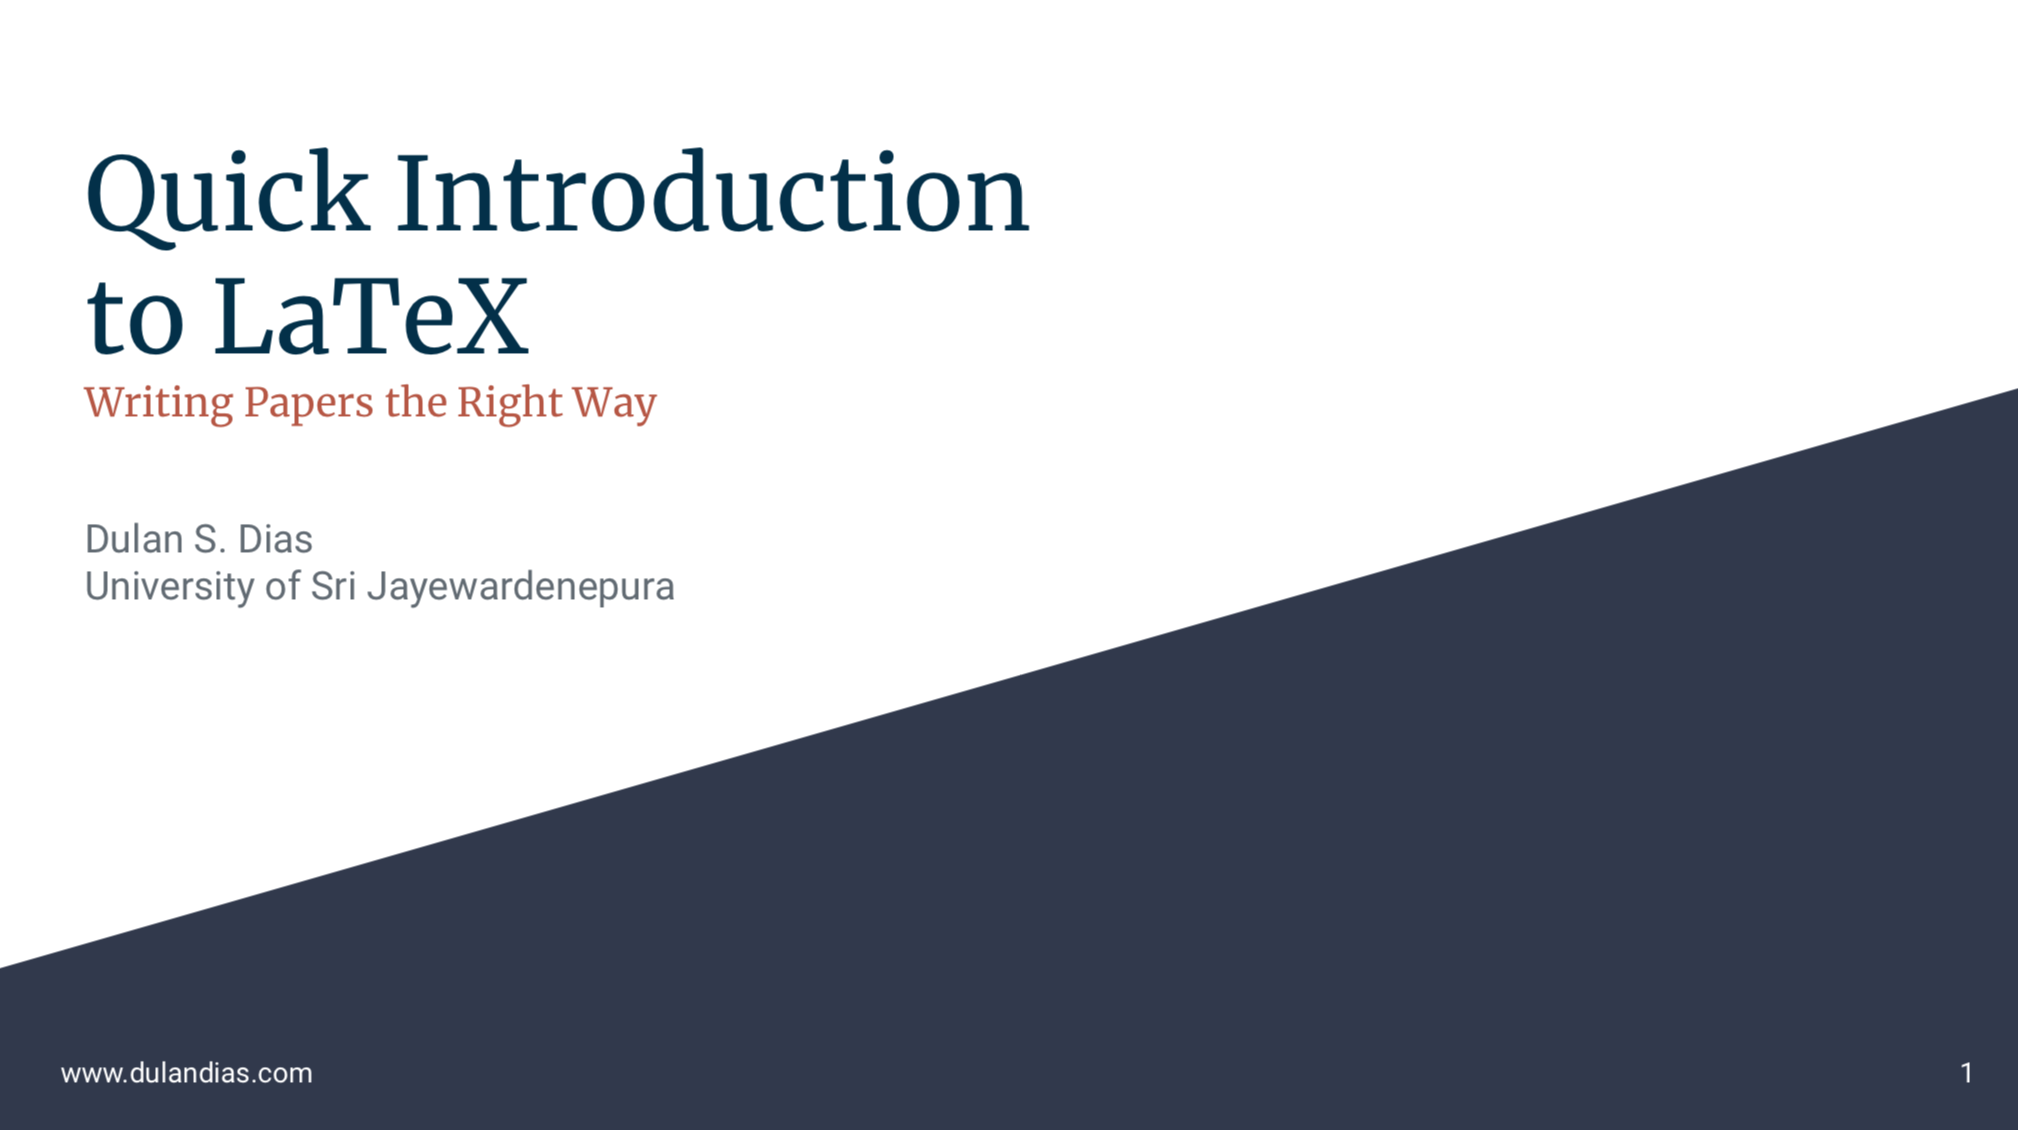 Quick Introduction
to LaTeX
Writing Papers the Right Way
Dulan S. Dias
University of Sri Jayewardenepura
www.dulandias.com
1